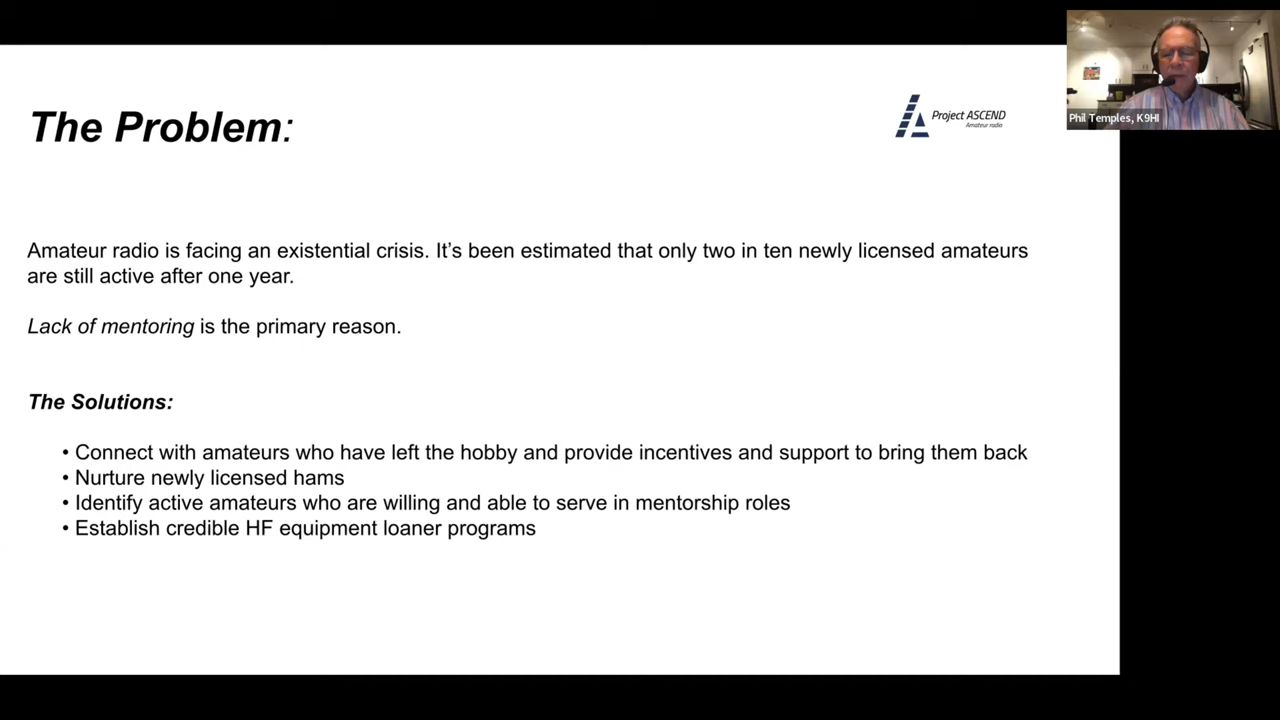 The Problem:
Project ASCEND
Amateur radio
Phil Temples, K9HI
Amateur radio is facing an existential crisis. It’s been estimated that only two in ten newly licensed amateurs
are still active after one year.
Lack of mentoring is the primary reason.
The Solutions:
• Connect with amateurs who have left the hobby and provide incentives and support to bring them back
• Nurture newly licensed hams
• Identify active amateurs who are willing and able to serve in mentorship roles
• Establish credible HF equipment loaner programs